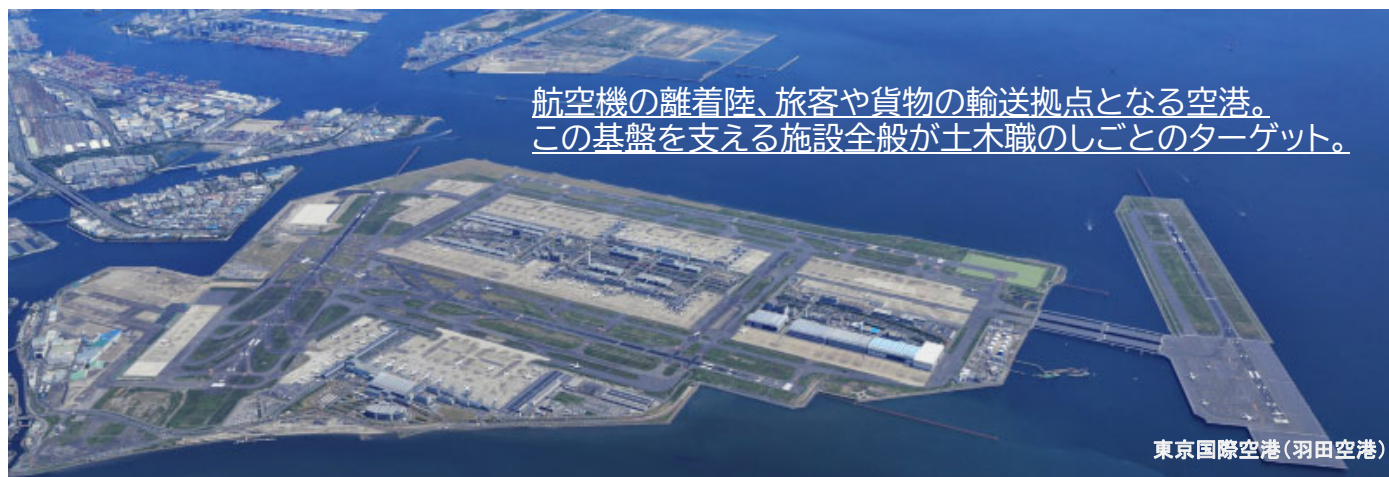 航空機の離着陸、旅客や貨物の輸送拠点となる空港。
この基盤を支える施設全般が土木職のしごとのターゲット。
東京国際空港(羽田空港)